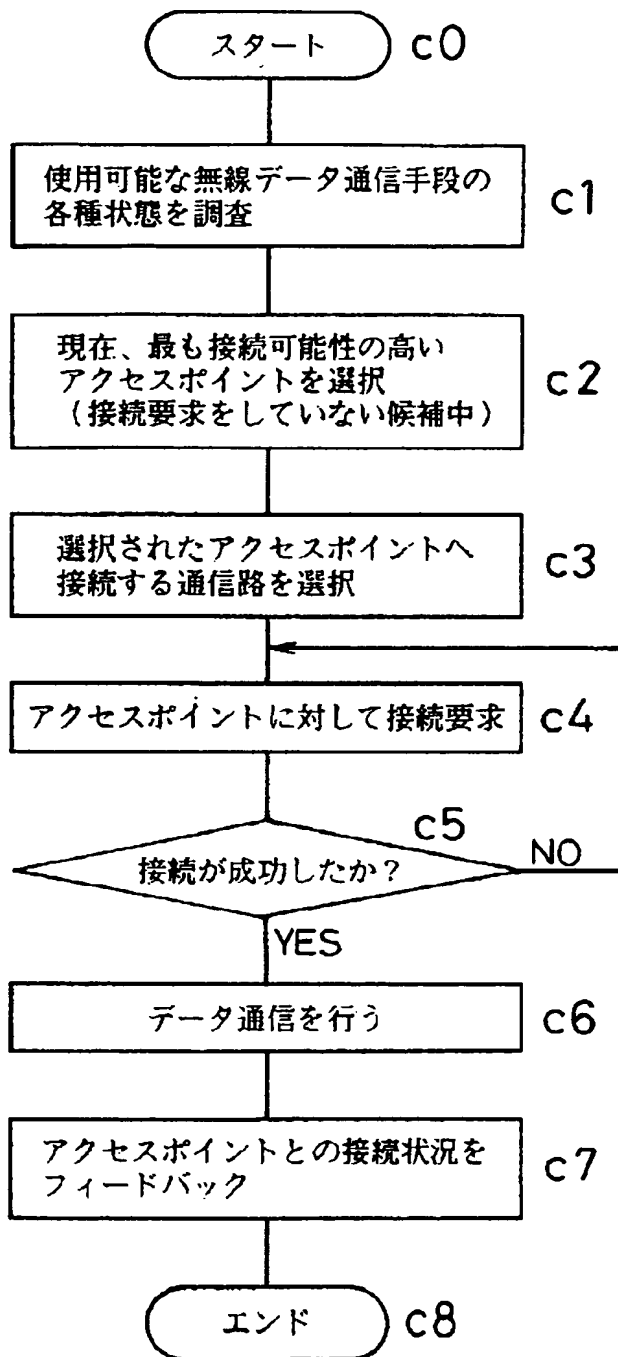 スタート c0
使用可能な無線データ通信手段の
各種状態を調査
c1
現在、最も接続可能性の高い
アクセスポイントを選択
（接続要求をしていない候補中）
c2
選択されたアクセスポイントへ
接続する通信路を選択
c3
アクセスポイントに対して接続要求 c4
c5
接続が成功したか？
NO
YES
データ通信を行う c6
アクセスポイントとの接続状況を
フィードバック
c7
エンド c8